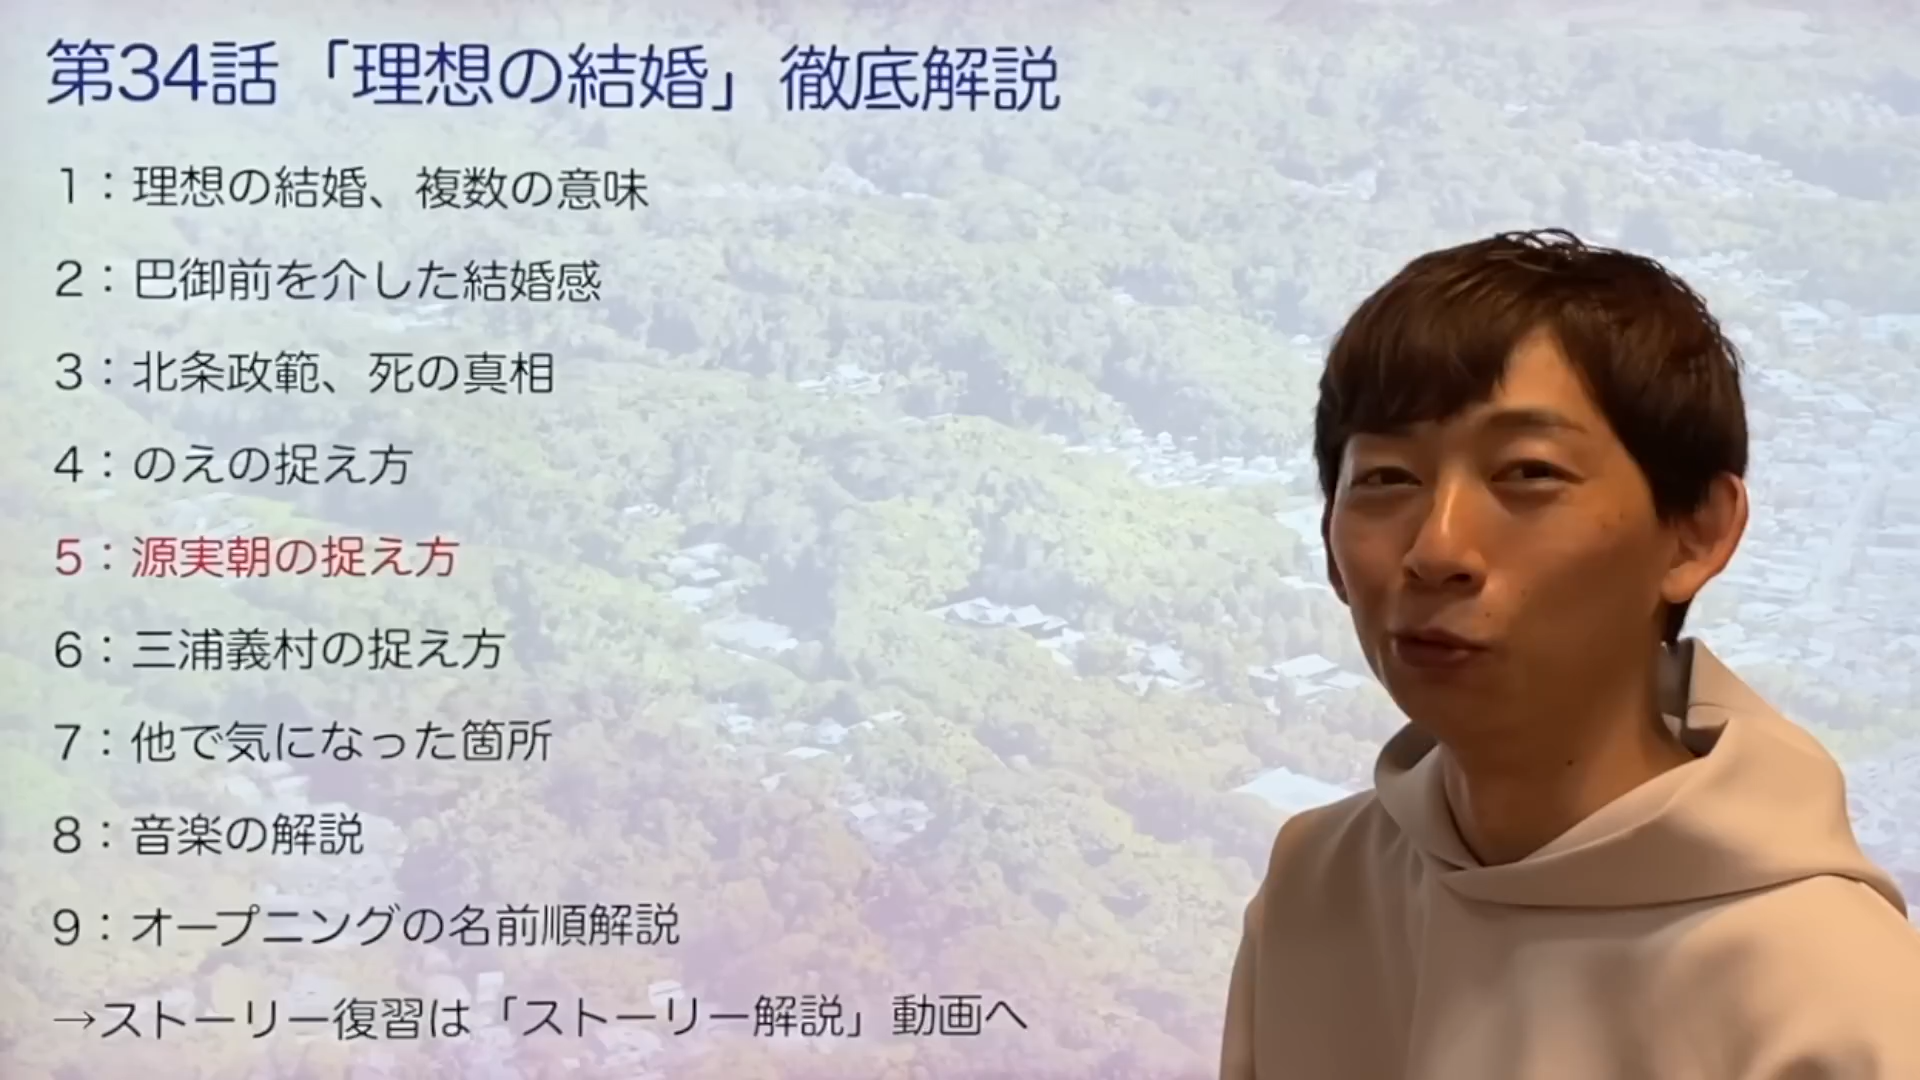 第34話「理想の結婚」徹底解説
1：理想の結婚、複数の意味
2：巴御前を介した結婚感
3：北条政範、死の真相
4：のえの捉え方
5：源実朝の捉え方
6：三浦義村の捉え方
7：他で気になった箇所
8：音楽の解説
9：オープニングの名前順解説
→ストーリー復習は「ストーリー解説」動画へ